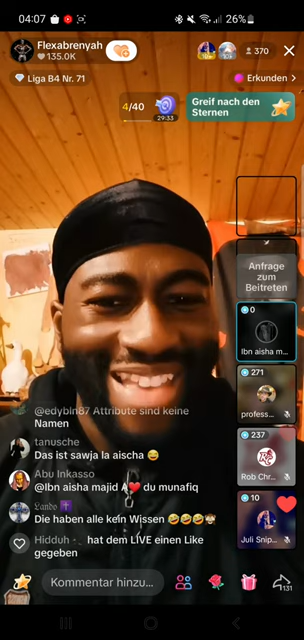 04:07
26%
Flexabrenyah
135.0K
370
Liga B4 Nr. 71
Erkunden >
4/40
29:33
Greif nach den
Sternen
Anfrage
zum
Beitreten
0
Ibn aisha m...
271
profess...
237
Rob Chr...
10
Juli Snip...
@edybln87 Attribute sind keine
Namen
tanusche
Das ist sawja la aischa 😂
Abu Inkasso
@Ibn aisha majid A❤️ du munafiq
Lando
Die haben alle kein Wissen 🤣🤣🤣
Hidduh hat dem LIVE einen Like
gegeben
Kommentar hinzu...
131